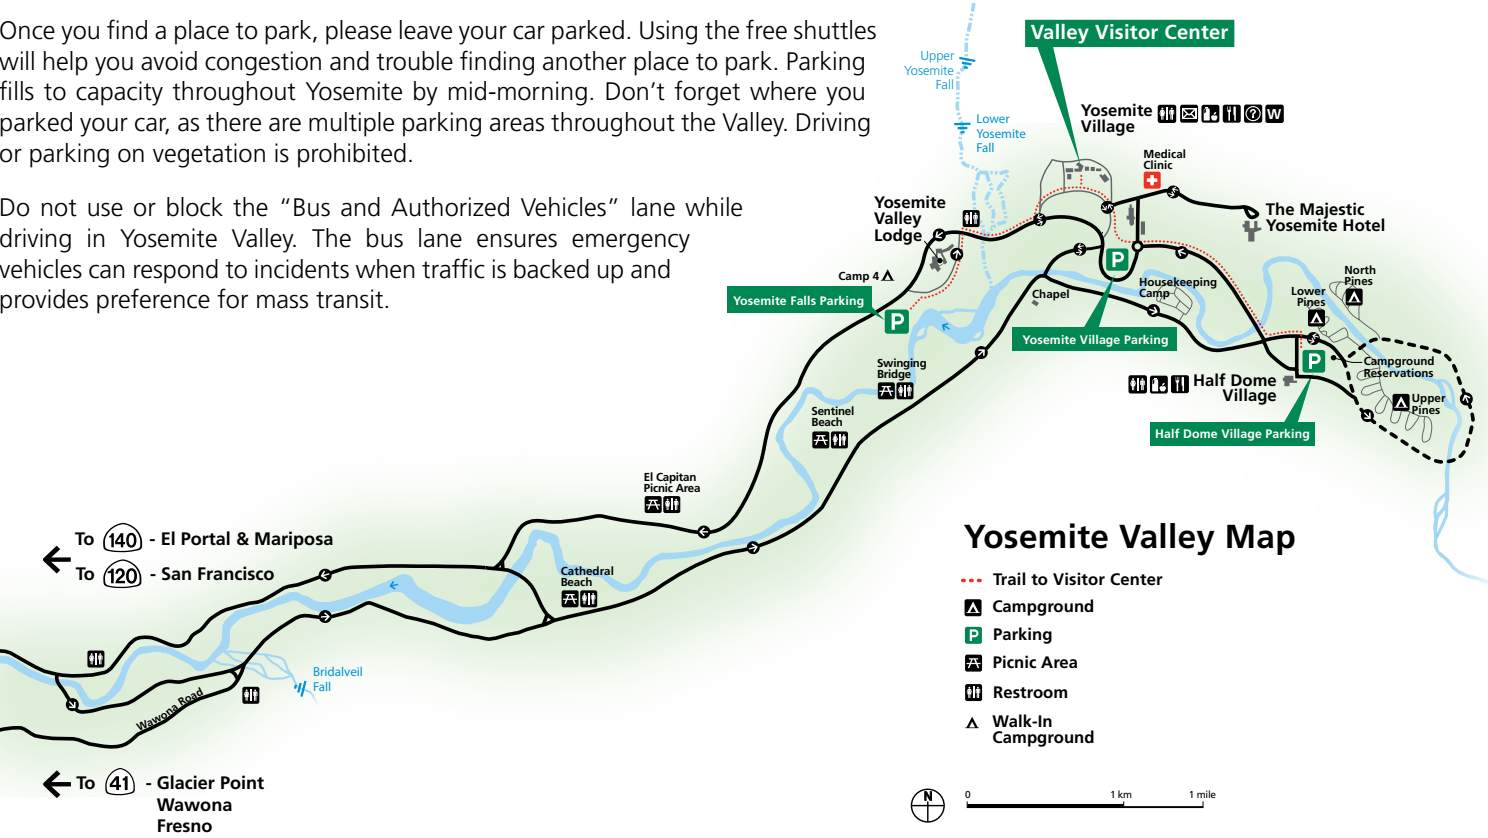 Once you find a place to park, please leave your car parked. Using the free shuttles
will help you avoid congestion and trouble finding another place to park. Parking
fills to capacity throughout Yosemite by mid-morning. Don’t forget where you
parked your car, as there are multiple parking areas throughout the Valley. Driving
or parking on vegetation is prohibited.
Do not use or block the “Bus and Authorized Vehicles” lane while
driving in Yosemite Valley. The bus lane ensures emergency
vehicles can respond to incidents when traffic is backed up and
provides preference for mass transit.
Valley Visitor Center
Upper
Yosemite
Fall
Lower
Yosemite
Fall
Yosemite
Village
W
Medical
Clinic
Yosemite
Valley
Lodge
The Majestic
Yosemite Hotel
Camp 4
Yosemite Falls Parking
P
P
Chapel
Housekeeping
Camp
North
Pines
Lower
Pines
Yosemite Village Parking
P
Campground
Reservations
Swinging
Bridge
Half Dome
Village
Upper
Pines
Sentinel
Beach
Half Dome Village Parking
El Capitan
Picnic Area
To 140 - El Portal & Mariposa
To 120 - San Francisco
Cathedral
Beach
Bridalveil
Fall
Wawona Road
To 41 - Glacier Point
Wawona
Fresno
Yosemite Valley Map
Trail to Visitor Center
Campground
P Parking
Picnic Area
Restroom
Walk-In
Campground
N
0 1 km 1 mile